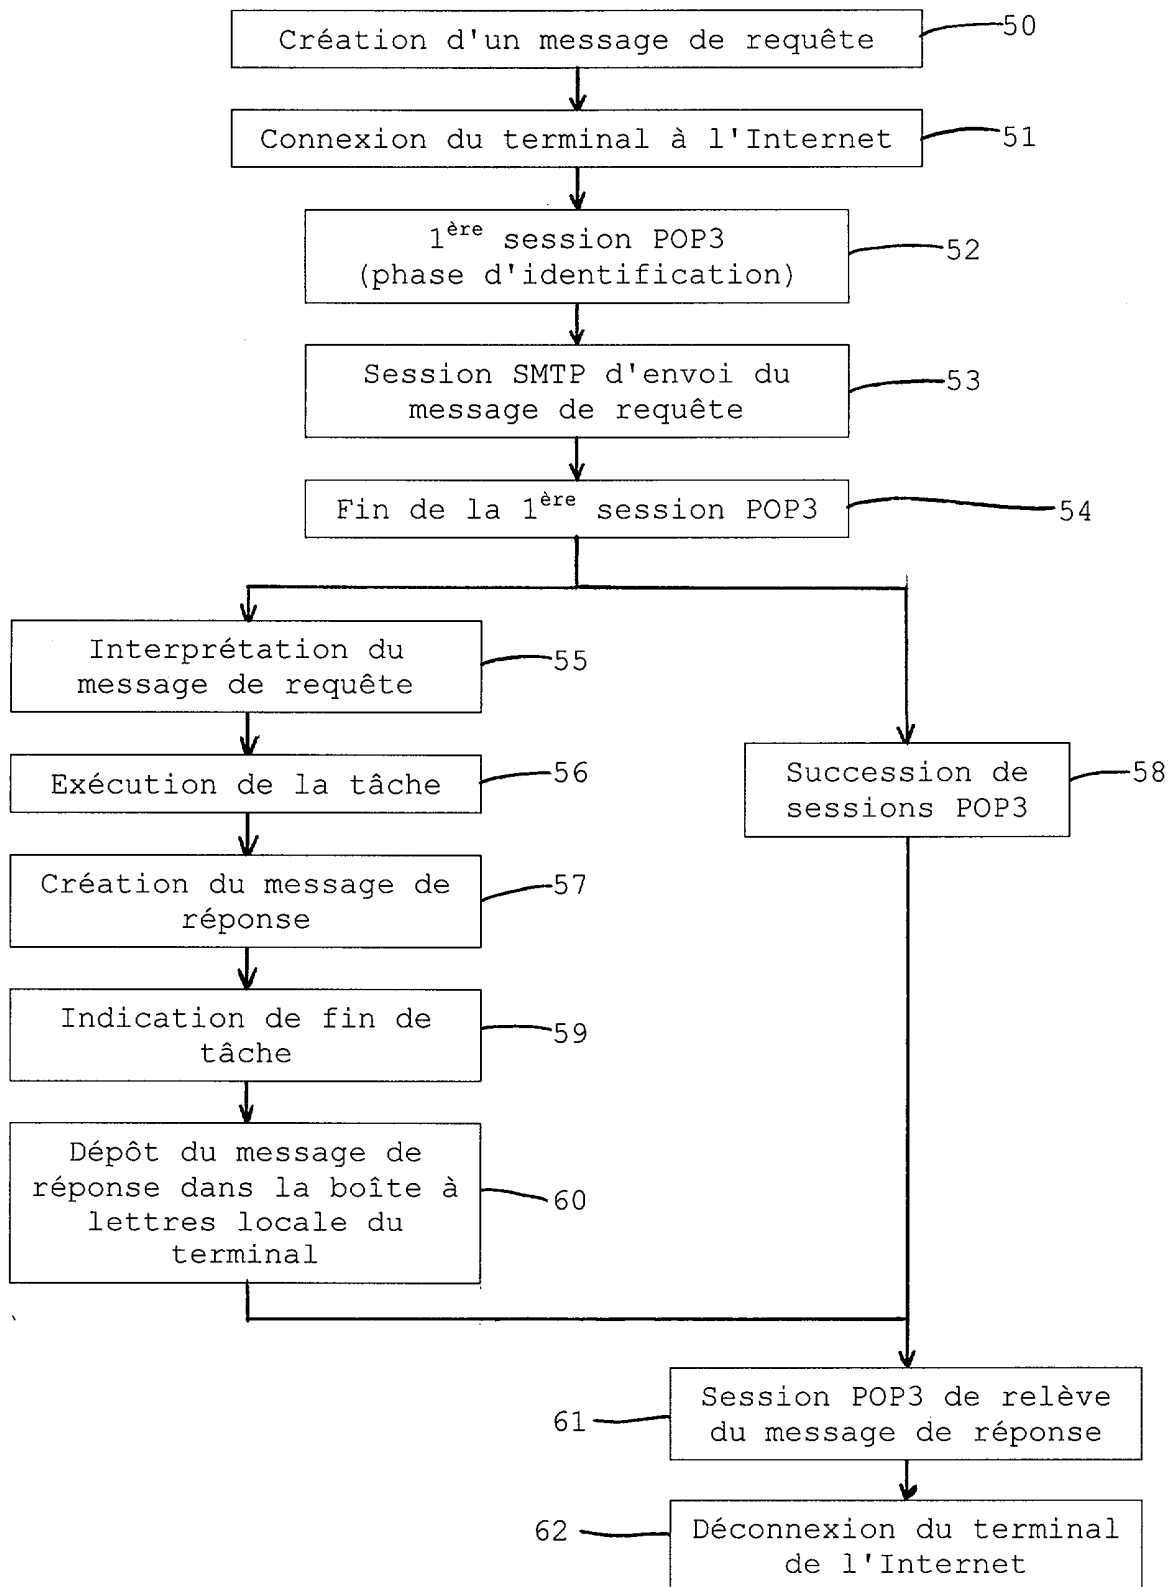 Création d'un message de requête
50
Connexion du terminal à l'Internet
51
1ère session POP3
(phase d'identification)
52
Session SMTP d'envoi du
message de requête
53
Fin de la 1ère session POP3
54
Interprétation du
message de requête
55
Exécution de la tâche
56
Succession de
sessions POP3
58
Création du message de
réponse
57
Indication de fin de
tâche
59
Dépôt du message de
réponse dans la boîte à
lettres locale du
terminal
60
Session POP3 de relève
du message de réponse
61
Déconnexion du terminal
de l'Internet
62